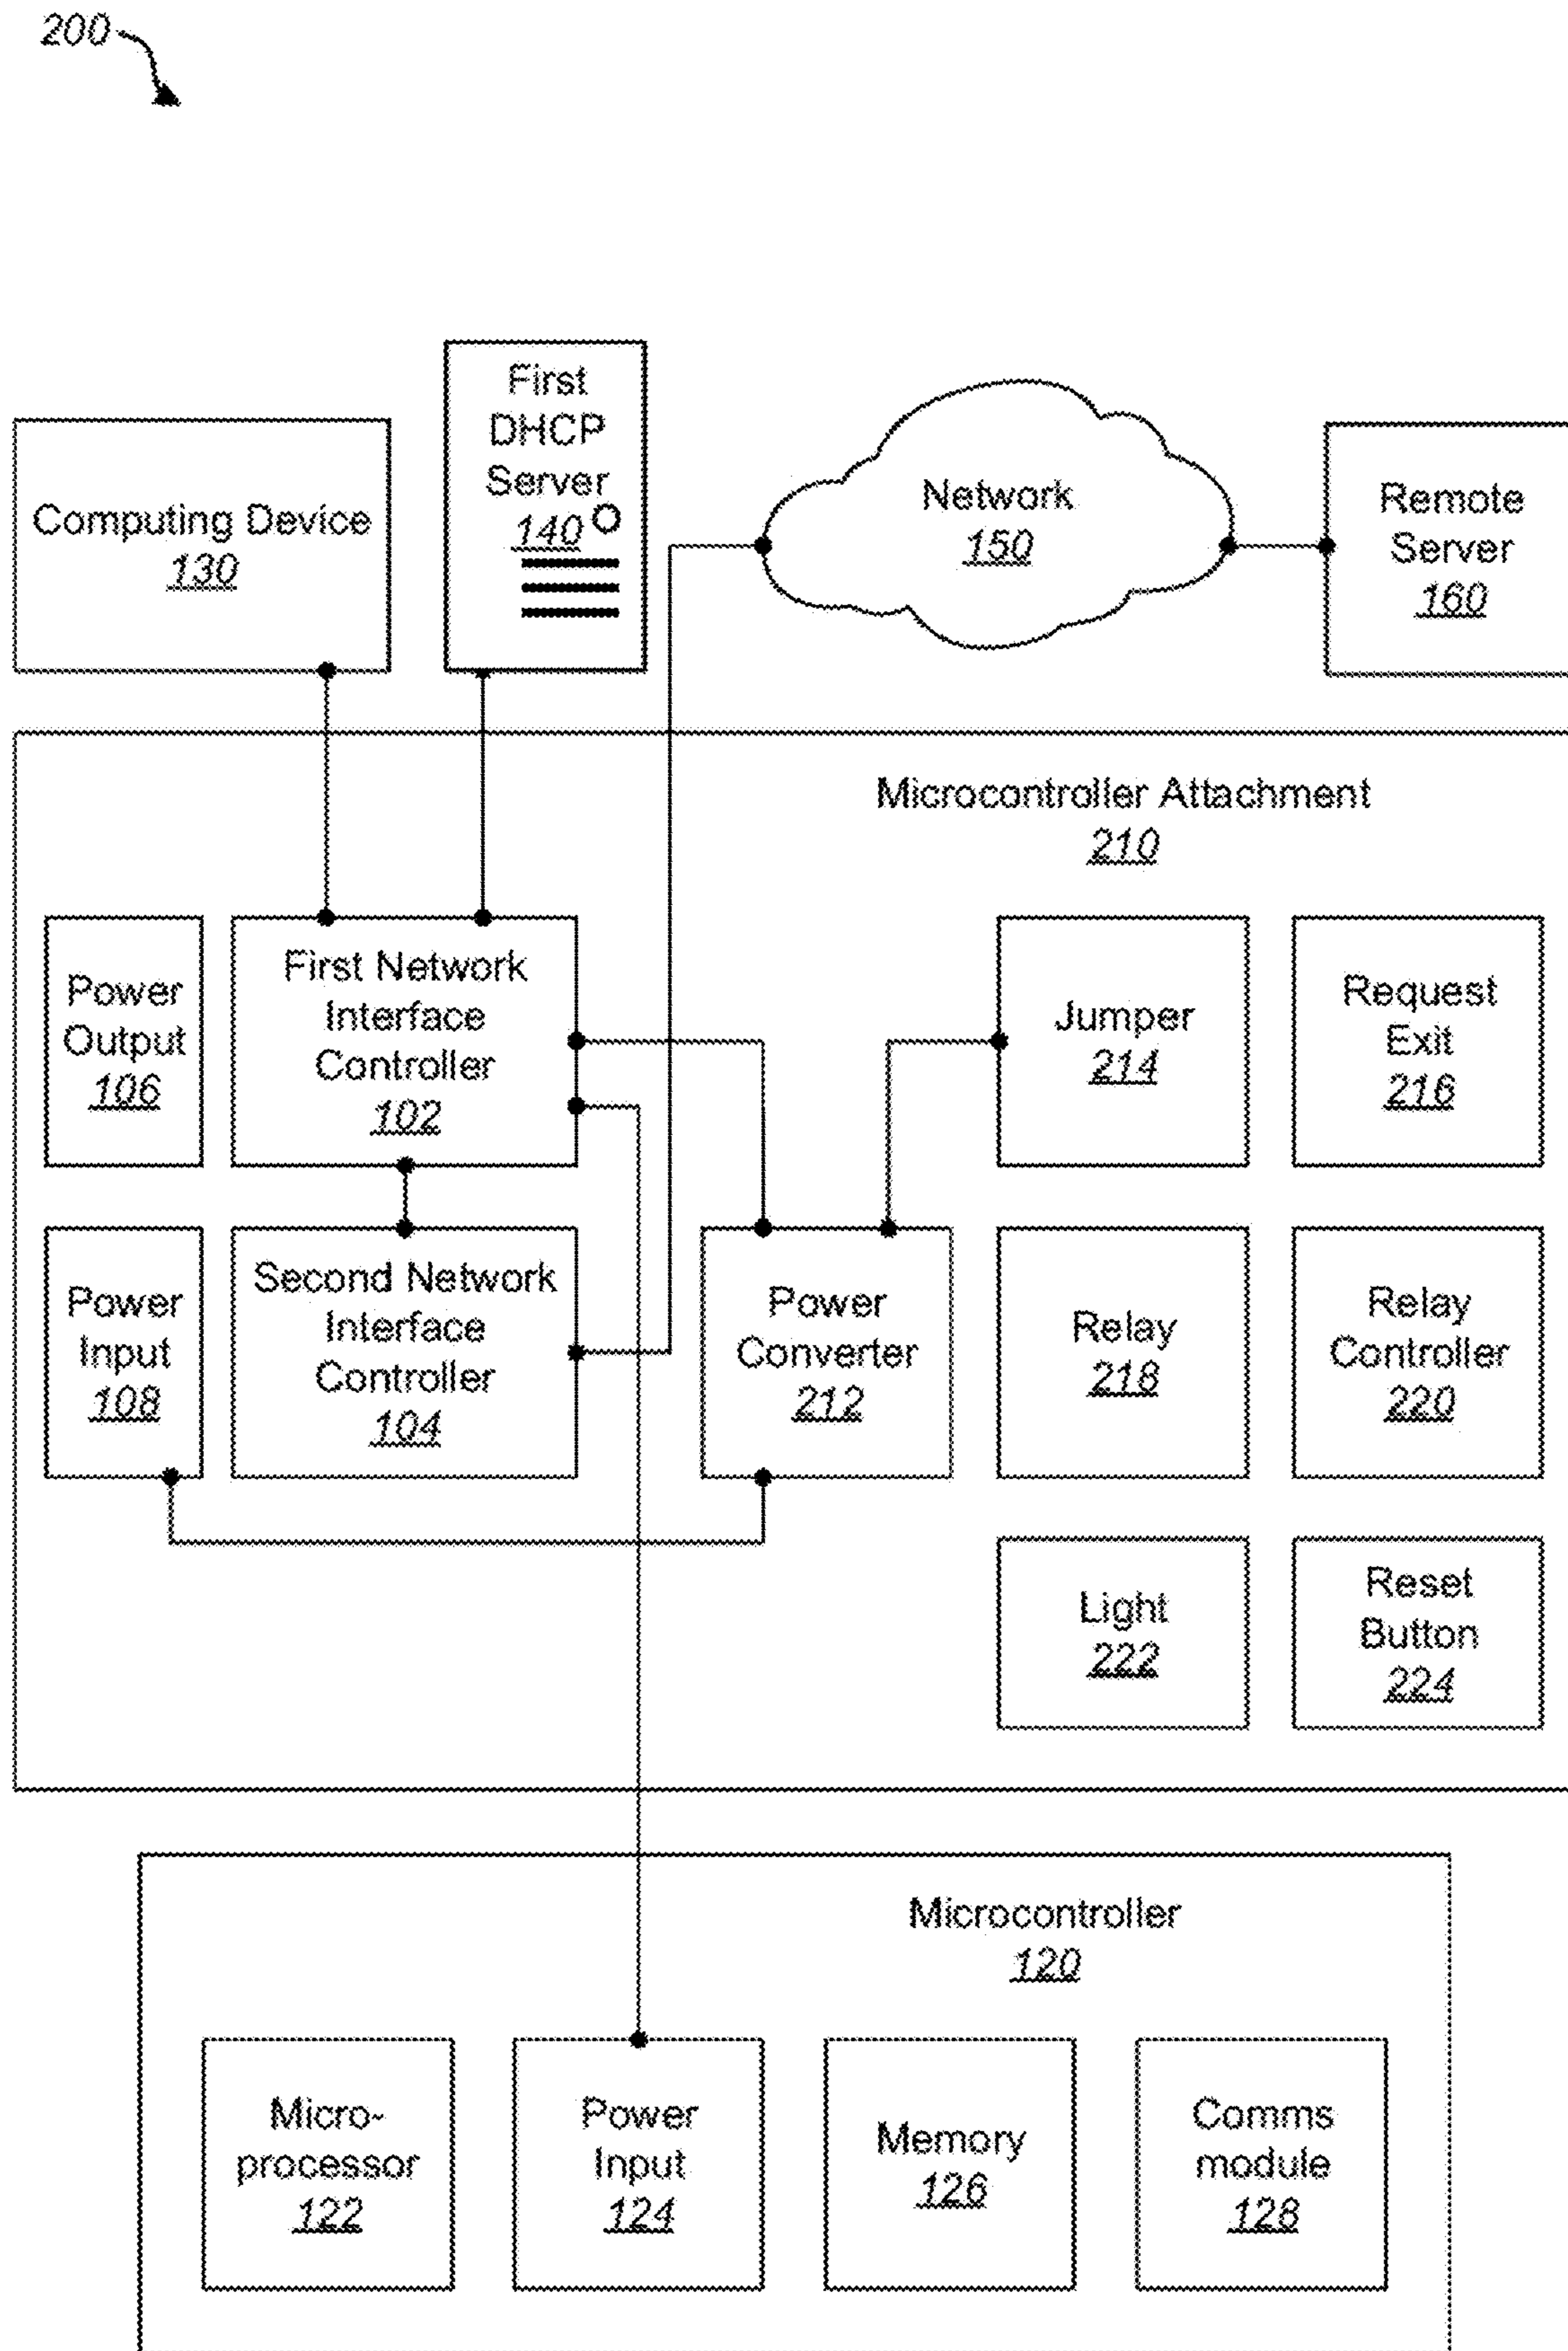 200
First
DHCP
Server
140
Computing Device
130
Network
150
Remote
Server
160
Microcontroller Attachment
210
Power
Output
106
First Network
Interface
Controller
102
Jumper
214
Request
Exit
216
Power
Input
108
Second Network
Interface
Controller
104
Power
Converter
212
Relay
218
Relay
Controller
220
Light
222
Reset
Button
224
Microcontroller
120
Micro-
processor
122
Power
Input
124
Memory
126
Comms
module
128